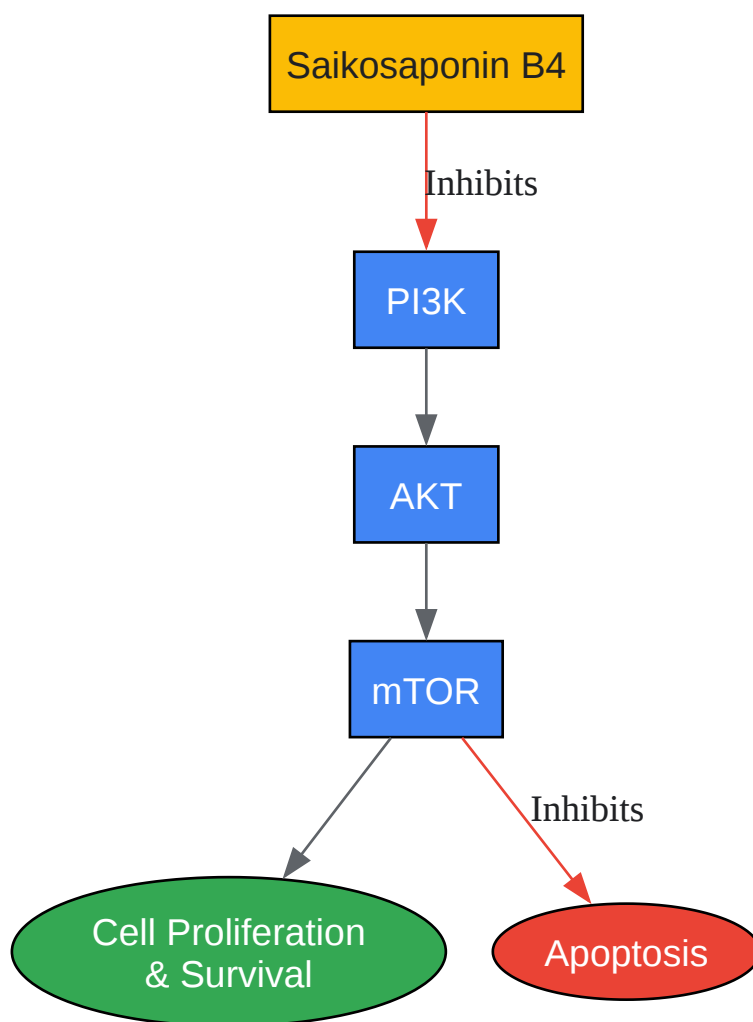 Saikosaponin B4
Inhibits
PI3K
AKT
mTOR
Inhibits
Cell Proliferation
& Survival
Apoptosis